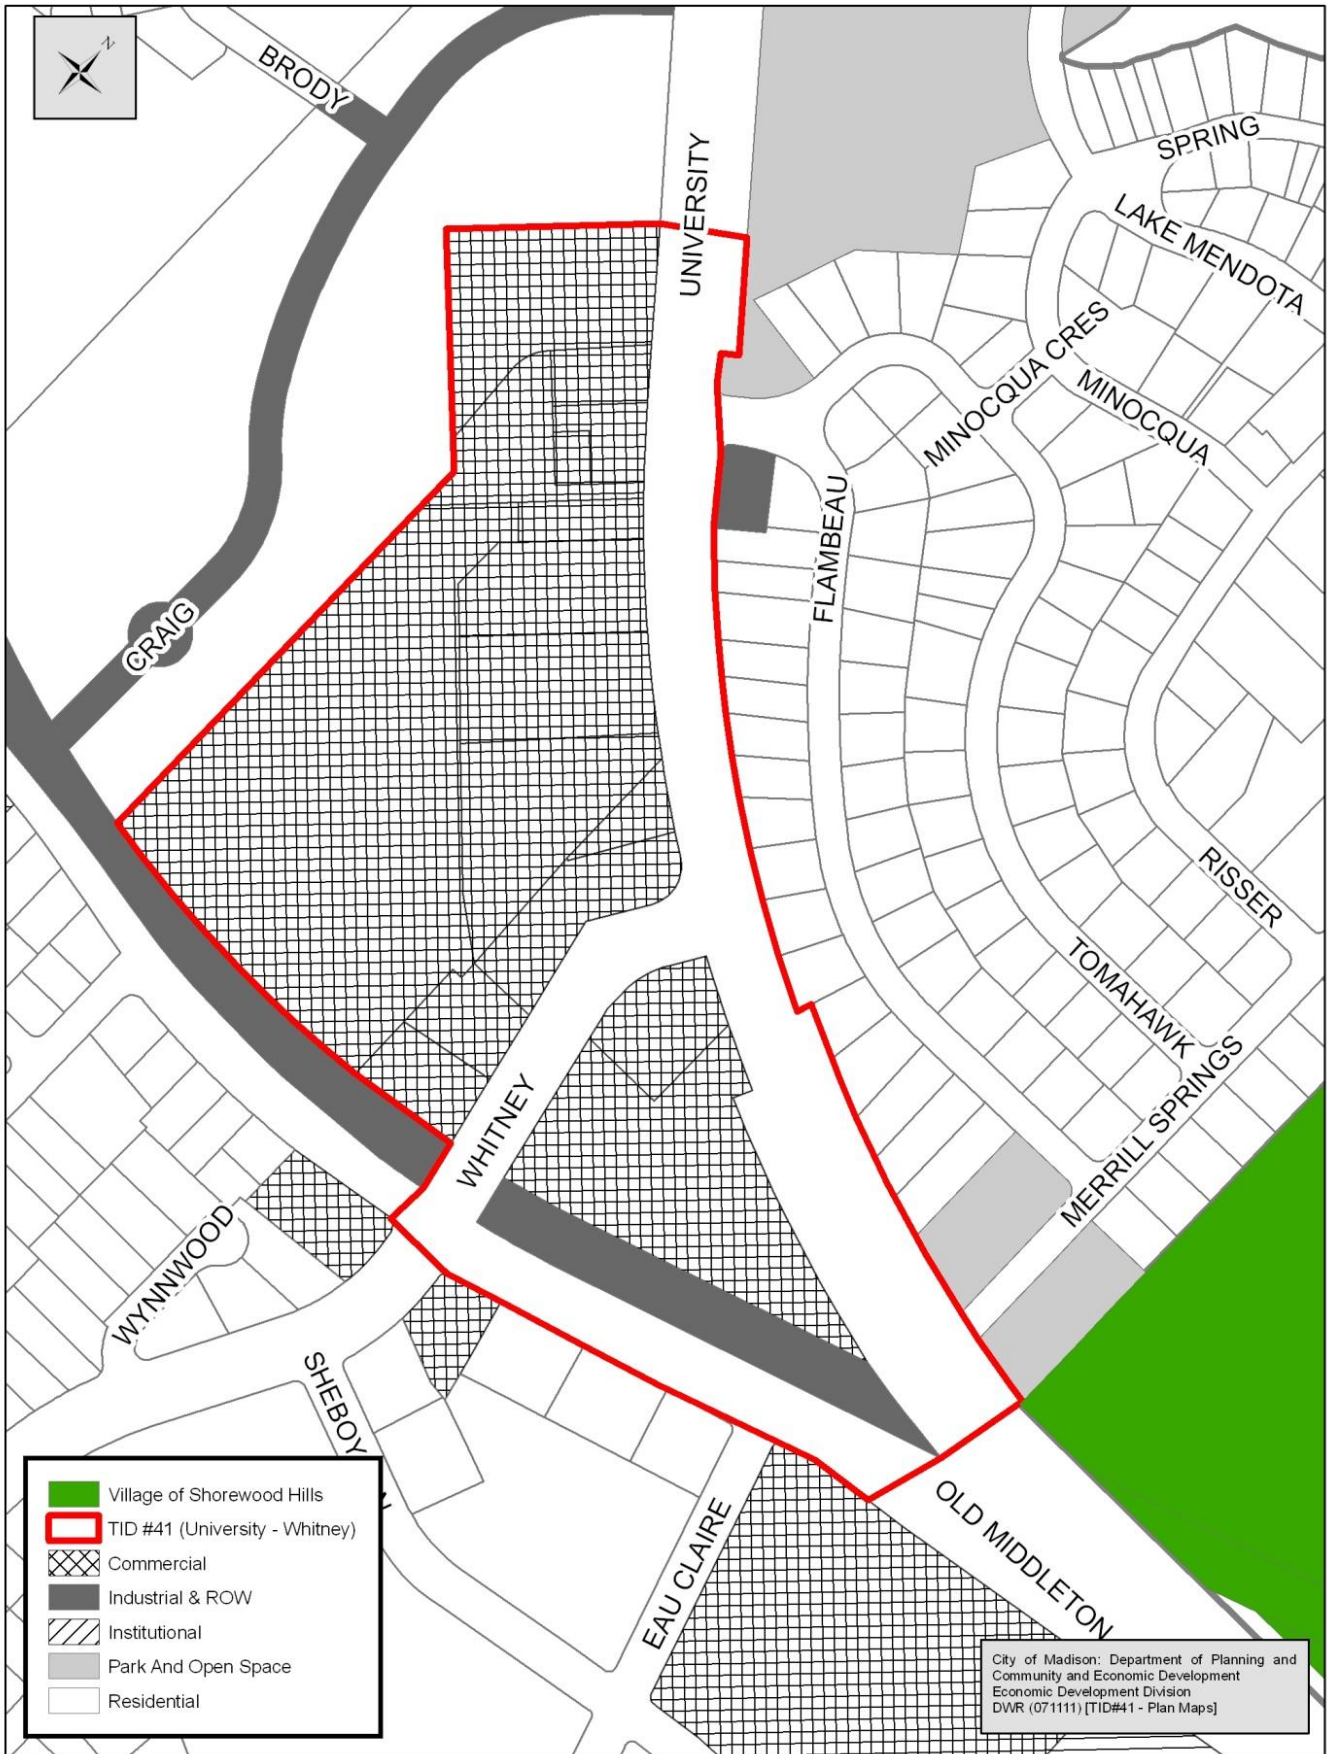 N
BRODY
UNIVERSITY
SPRING
LAKE MENDOTA
MINOCQUA CRES
MINOCQUA
FLAMBEAU
CRAIG
RISSER
TOMAHAWK
MERRILL SPRINGS
WHITNEY
WYNNWOOD
SHEBOY N
EAU CLAIRE
OLD MIDDLETON
Village of Shorewood Hills
TID #41 (University - Whitney)
Commercial
Industrial & ROW
Institutional
Park And Open Space
Residential
City of Madison: Department of Planning and
Community and Economic Development
Economic Development Division
DWR (071111) [TID#41 - Plan Maps]